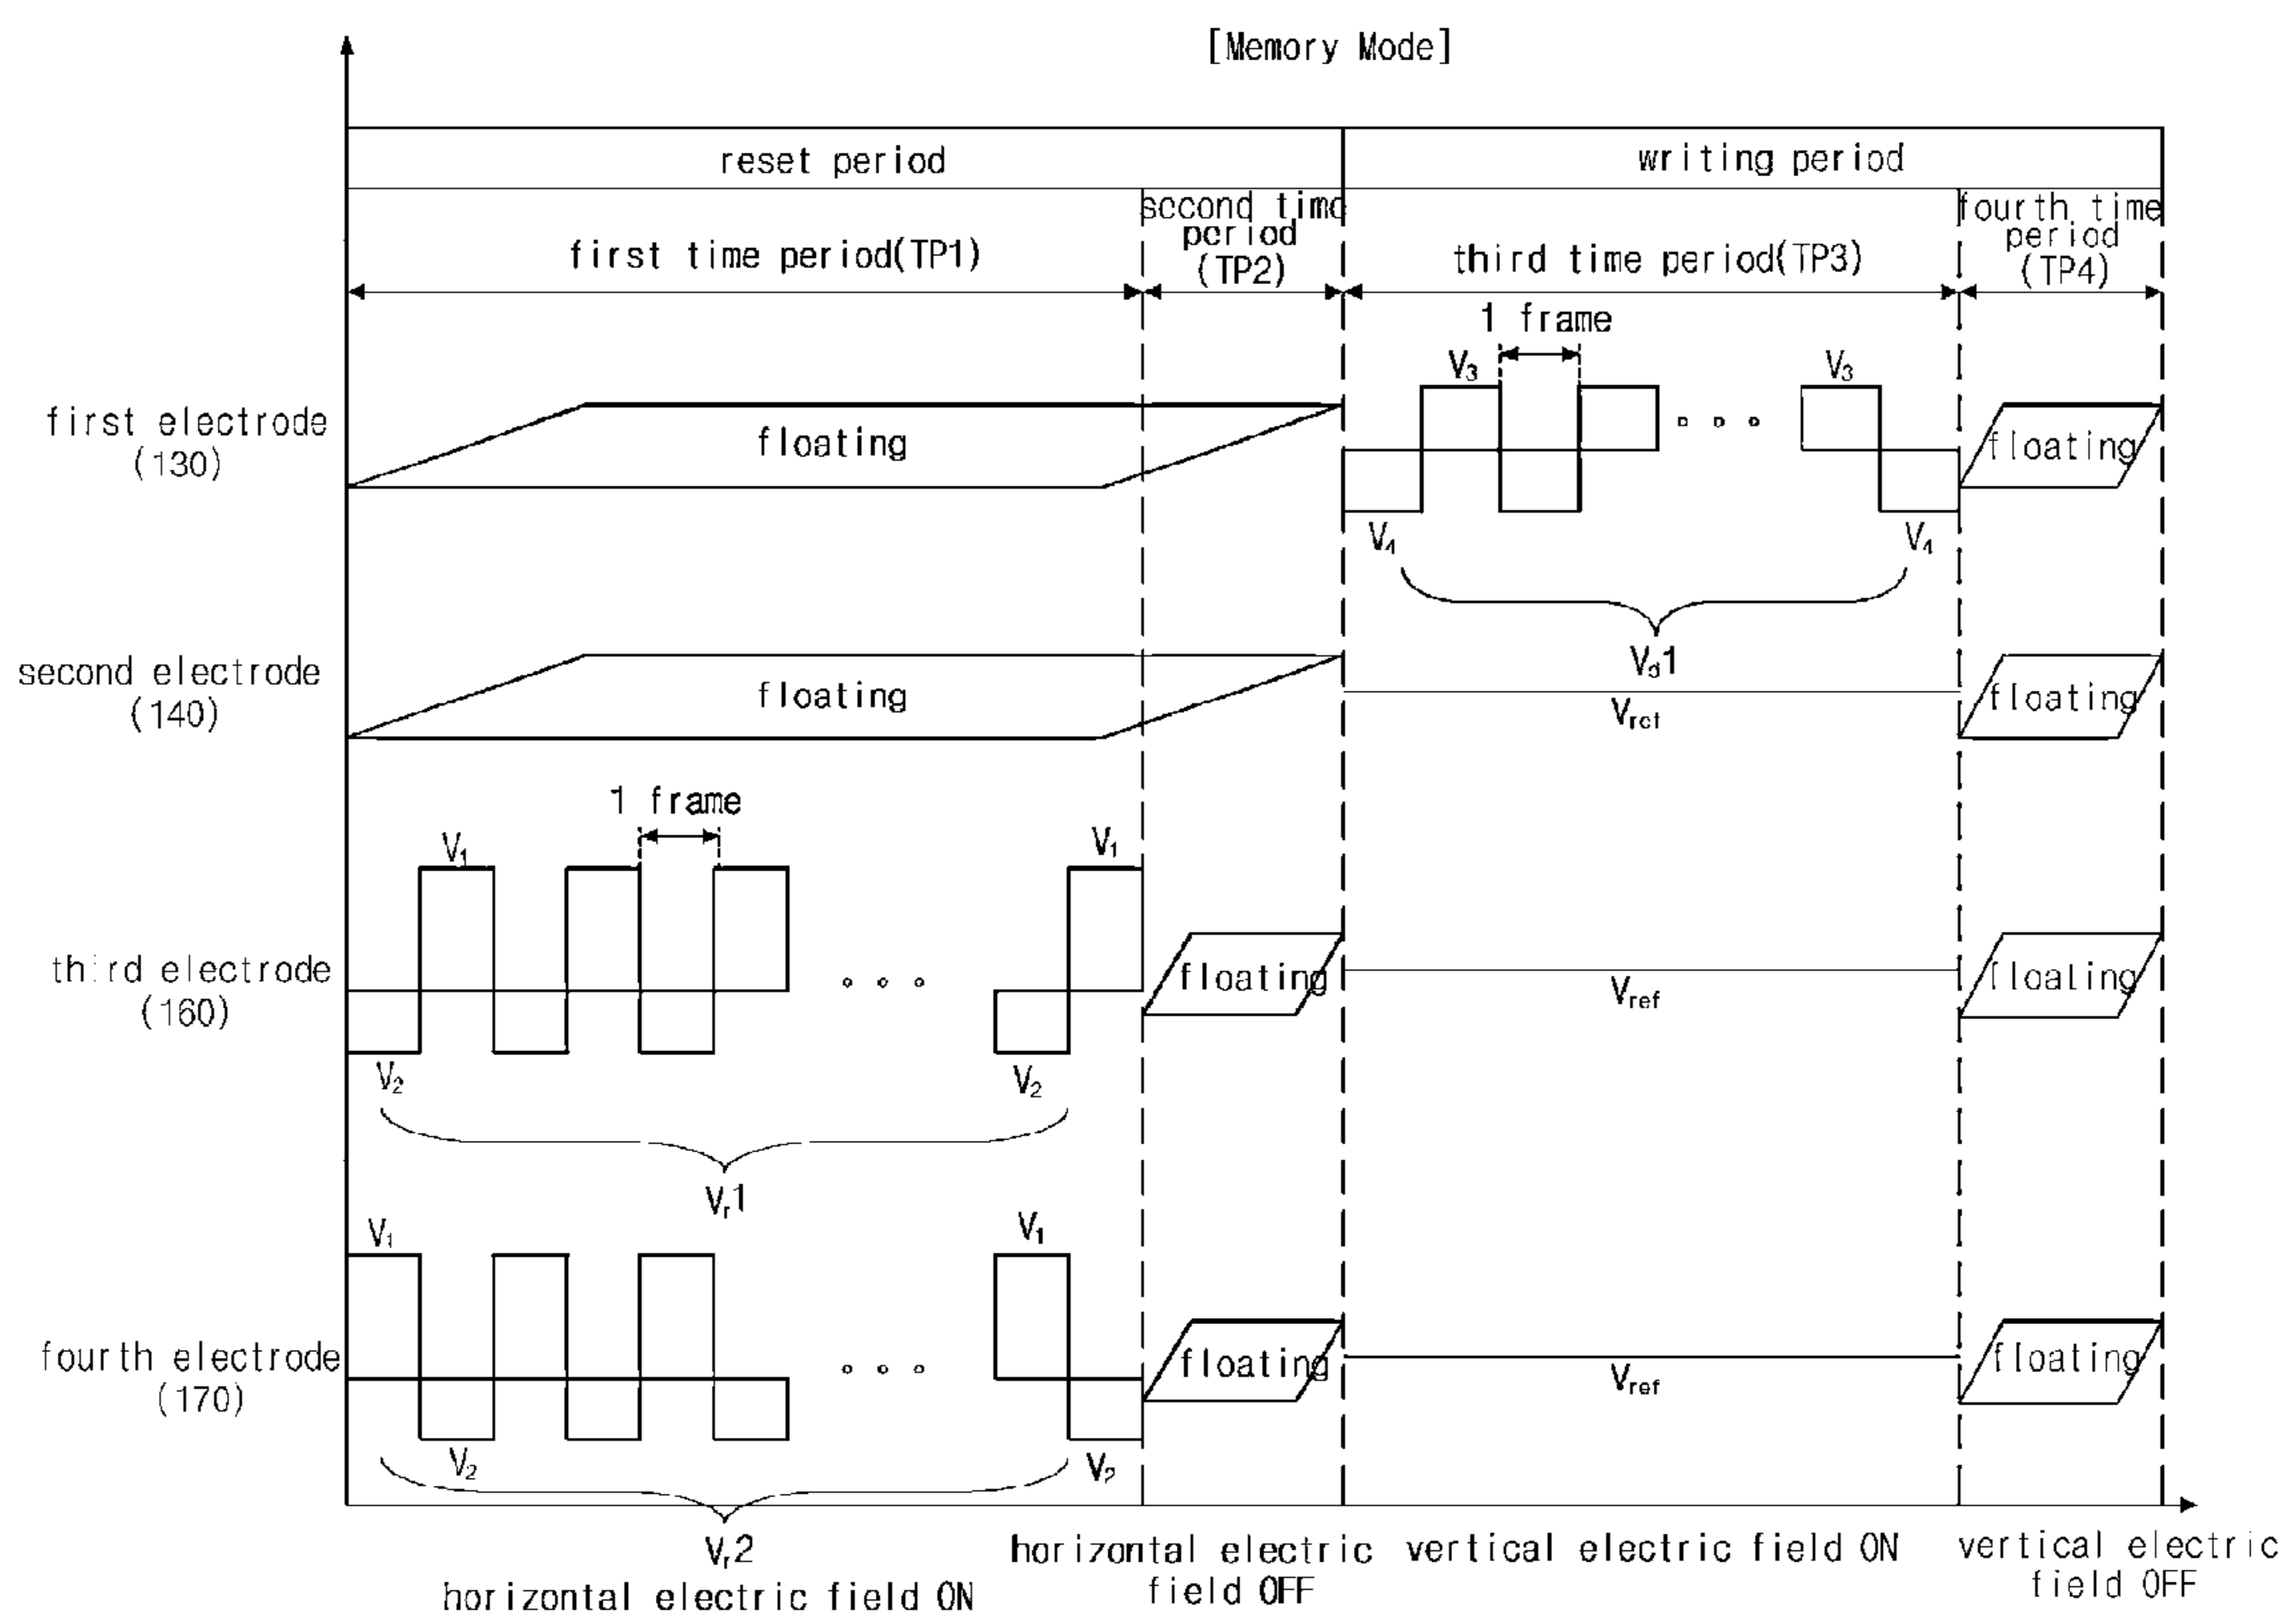 [Memory Mode]
reset period
writing period
first time period(TP1)
second time
period
(TP2)
third time period(TP3)
fourth time
period
(TP4)
1 frame
V3
V3
first electrode
(130)
floating
floating
V4
V4
Vd1
second electrode
(140)
floating
Vref
floating
1 frame
V1
V1
third electrode
(160)
floating
Vref
floating
V2
V2
Vr1
V1
V1
fourth electrode
(170)
floating
Vref
floating
V2
V2
Vr2
horizontal electric field ON
horizontal electric
field OFF
vertical electric field ON
vertical electric
field OFF